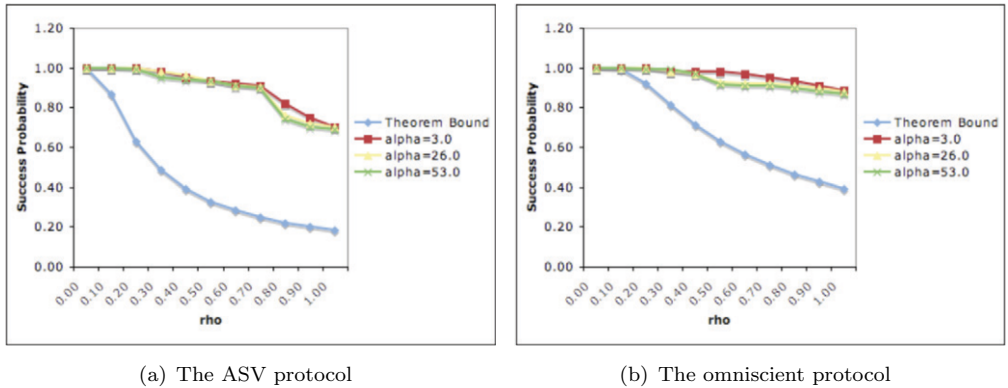 1.20
1.00
0.80
0.60
0.40
0.20
0.00
Success Probability
0.00 0.10 0.20 0.30 0.40 0.50 0.60 0.70 0.80 0.90 1.00
rho
Theorem Bound
alpha=3.0
alpha=26.0
alpha=53.0
(a) The ASV protocol
1.20
1.00
0.80
0.60
0.40
0.20
0.00
Success Probability
0.00 0.10 0.20 0.30 0.40 0.50 0.60 0.70 0.80 0.90 1.00
rho
Theorem Bound
alpha=3.0
alpha=26.0
alpha=53.0
(b) The omniscient protocol